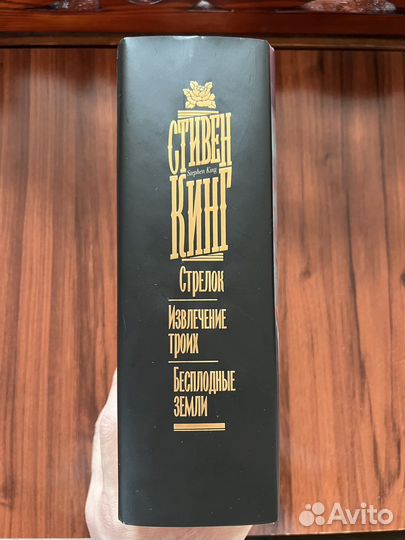 СТИВЕН
Stephen King
КИНГ
Стрелок
Извлечение
троих
Бесплодные
земли
Avito